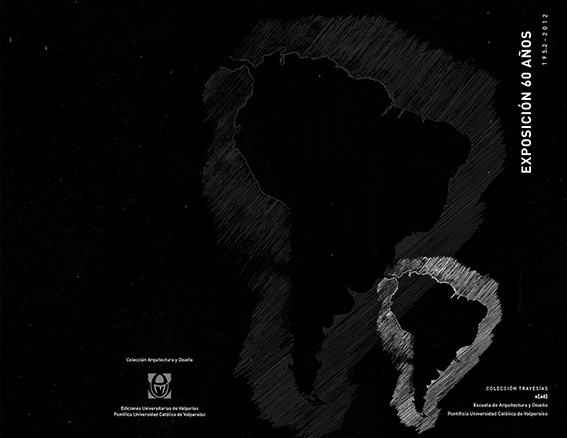 EXPOSICIÓN 60 AÑOS
1952-2012
Colección Arquitectura y Diseño
Ediciones Universitarias de Valparíso
Pontificia Universidad Católica de Valparaíso
COLECCIÓN TRAVESÍAS
e[ad]
Escuela de Arquitectura y Diseño
Pontificia Universidad Católica de Valparaíso